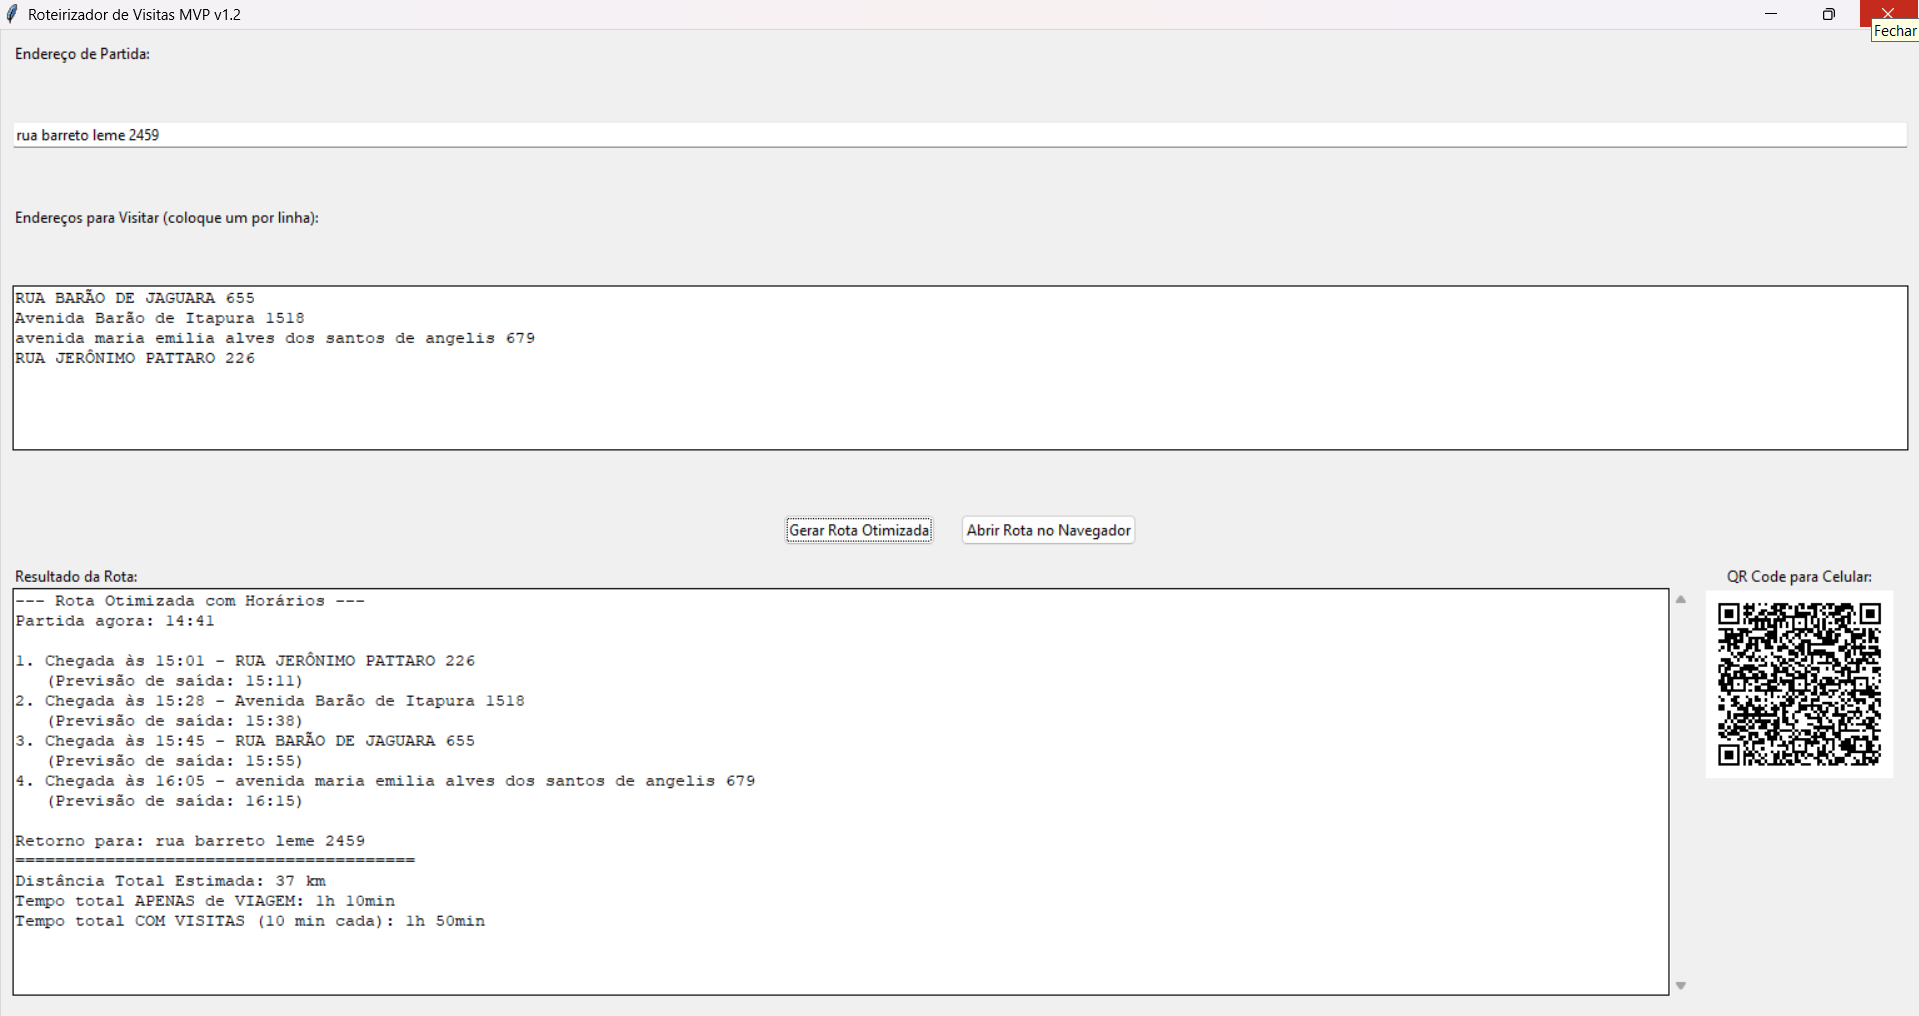 Roteirizador de Visitas MVP v1.2
Fechar
Endereço de Partida:
rua barreto leme 2459
Endereços para Visitar (coloque um por linha):
RUA BARÃO DE JAGUARA 655
Avenida Barão de Itapura 1518
avenida maria emilia alves dos santos de angelis 679
RUA JERÔNIMO PATTARO 226
Gerar Rota Otimizada
Abrir Rota no Navegador
Resultado da Rota:
QR Code para Celular:
--- Rota Otimizada com Horários ---
Partida agora: 14:41
1. Chegada às 15:01 - RUA JERÔNIMO PATTARO 226
(Previsão de saída: 15:11)
2. Chegada às 15:28 - Avenida Barão de Itapura 1518
(Previsão de saída: 15:38)
3. Chegada às 15:45 - RUA BARÃO DE JAGUARA 655
(Previsão de saída: 15:55)
4. Chegada às 16:05 - avenida maria emilia alves dos santos de angelis 679
(Previsão de saída: 16:15)
Retorno para: rua barreto leme 2459
========================================
Distância Total Estimada: 37 km
Tempo total APENAS de VIAGEM: 1h 10min
Tempo total COM VISITAS (10 min cada): 1h 50min